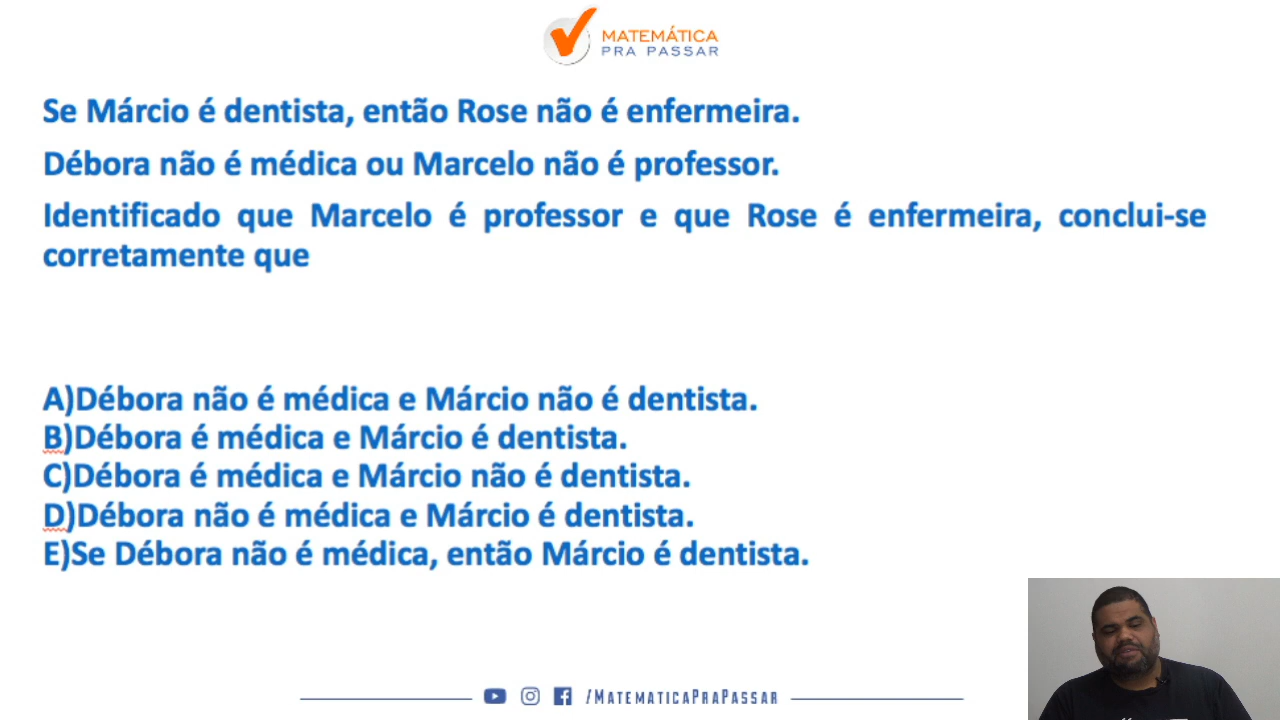 MATEMÁTICA
PRA PASSAR
Se Márcio é dentista, então Rose não é enfermeira.
Débora não é médica ou Marcelo não é professor.
Identificado que Marcelo é professor e que Rose é enfermeira, conclui-se
corretamente que
A)Débora não é médica e Márcio não é dentista.
B)Débora é médica e Márcio é dentista.
C)Débora é médica e Márcio não é dentista.
D)Débora não é médica e Márcio é dentista.
E)Se Débora não é médica, então Márcio é dentista.
/MATEMATICAPRAPASSAR